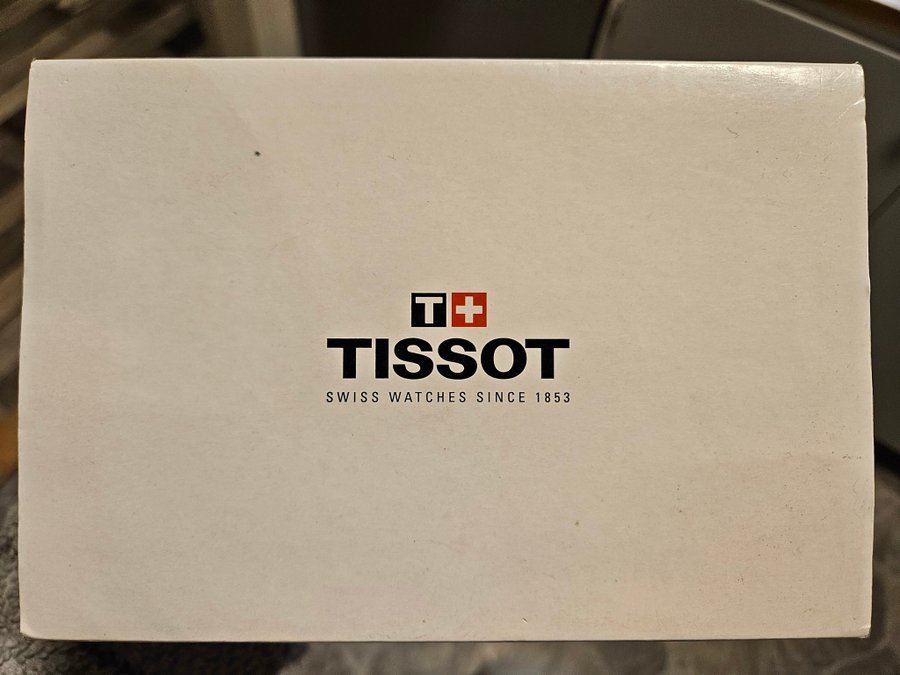 T+
TISSOT
SWISS WATCHES SINCE 1853